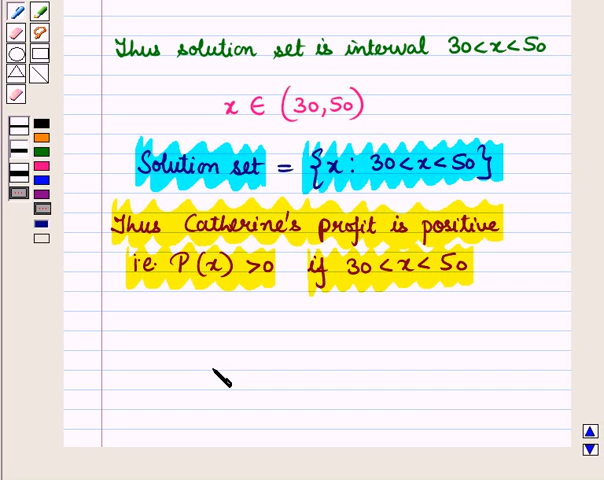 Thus solution set is interval 30<x<50
x ∈ (30,50)
Solution set = {x: 30<x<50}
Thus Catherine's profit is positive
ie P(x) >0 if 30<x<50